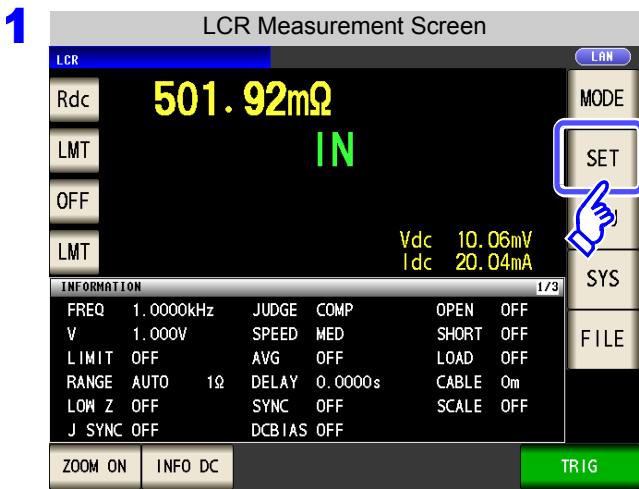 1
LCR Measurement Screen
LCR
LAN
Rdc 501.92mΩ
MODE
LMT IN
SET
OFF
LMT
Vdc 10.06mV
Idc 20.04mA
SYS
INFORMATION 1/3
FREQ 1.0000kHz JUDGE COMP OPEN OFF
V 1.000V SPEED MED SHORT OFF
FILE
LIMIT OFF AVG OFF LOAD OFF
RANGE AUTO 1Ω DELAY 0.0000s CABLE 0m
LOW Z OFF SYNC OFF SCALE OFF
J SYNC OFF DCBIAS OFF
ZOOM ON INFO DC TRIG